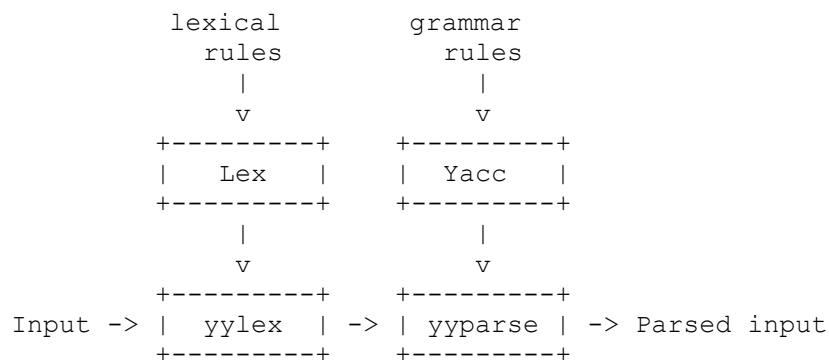 lexical        grammar
            rules          rules
              |              |
              v              v
         +---------+    +---------+
         |   Lex   |    |  Yacc   |
         +---------+    +---------+
              |              |
              v              v
         +---------+    +---------+
Input -> |  yylex  | -> | yyparse | -> Parsed input
         +---------+    +---------+